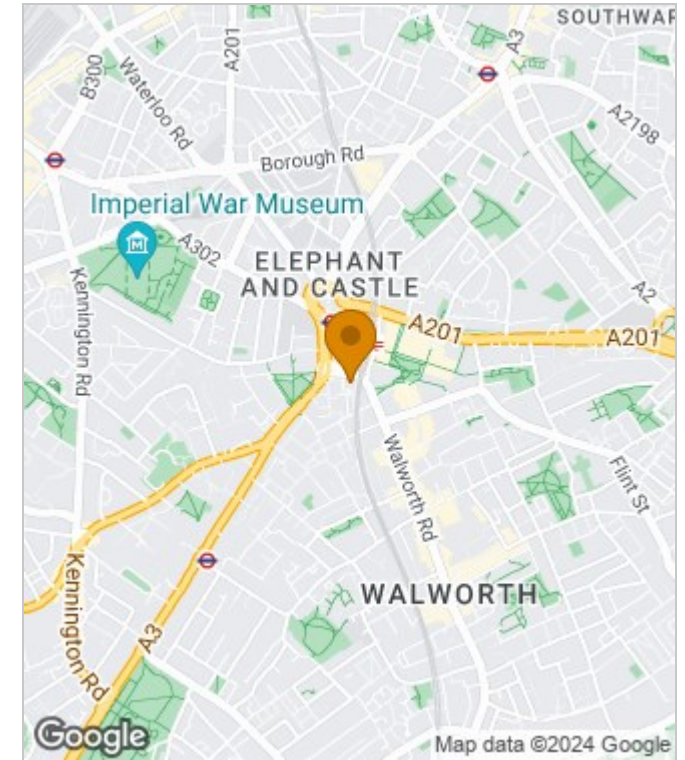 SOUTHWAR
A3
A201
B300
Waterloo Rd
A2198
Borough Rd
Imperial War Museum
A302
ELEPHANT
AND CASTLE
A2
Kennington Rd
A201
A201
Walworth Rd
Flint St
WALWORTH
Kennington Rd
A3
Google
Map data ©2024 Google